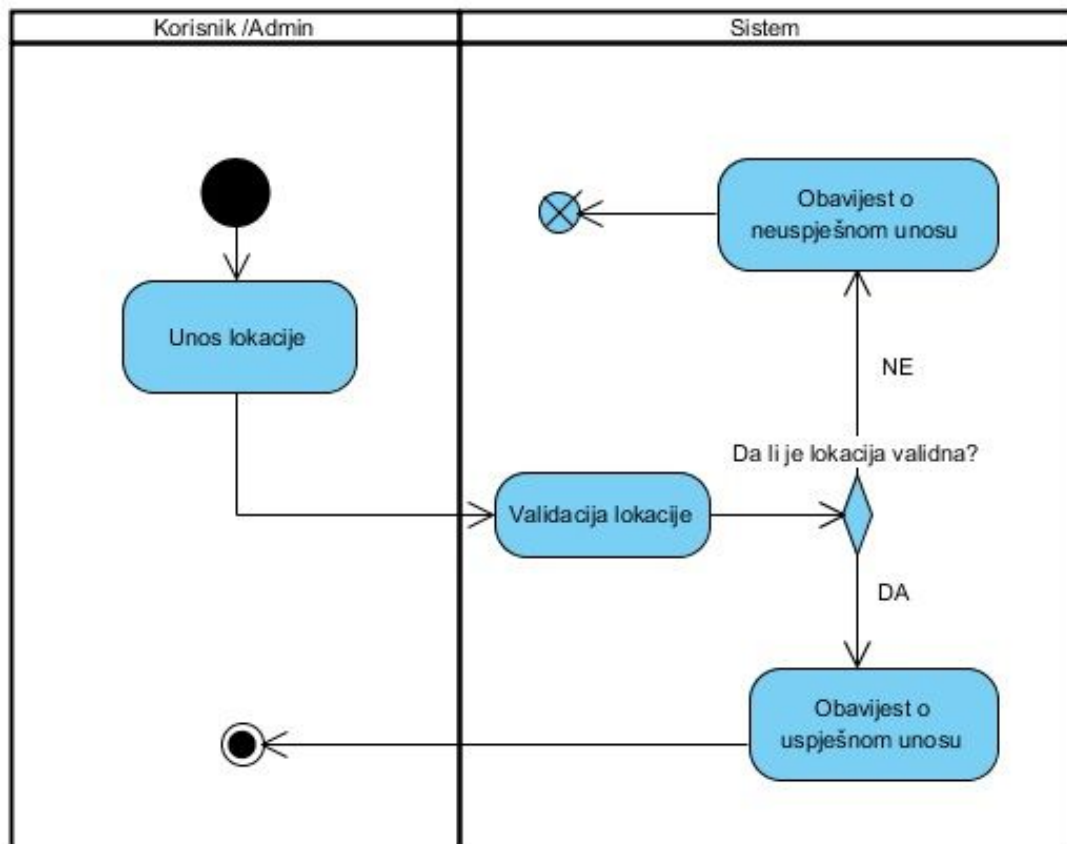 Korisnik /Admin
Sistem
Unos lokacije
Obavijest o
neuspješnom unosu
NE
Da li je lokacija validna?
Validacija lokacije
DA
Obavijest o
uspješnom unosu